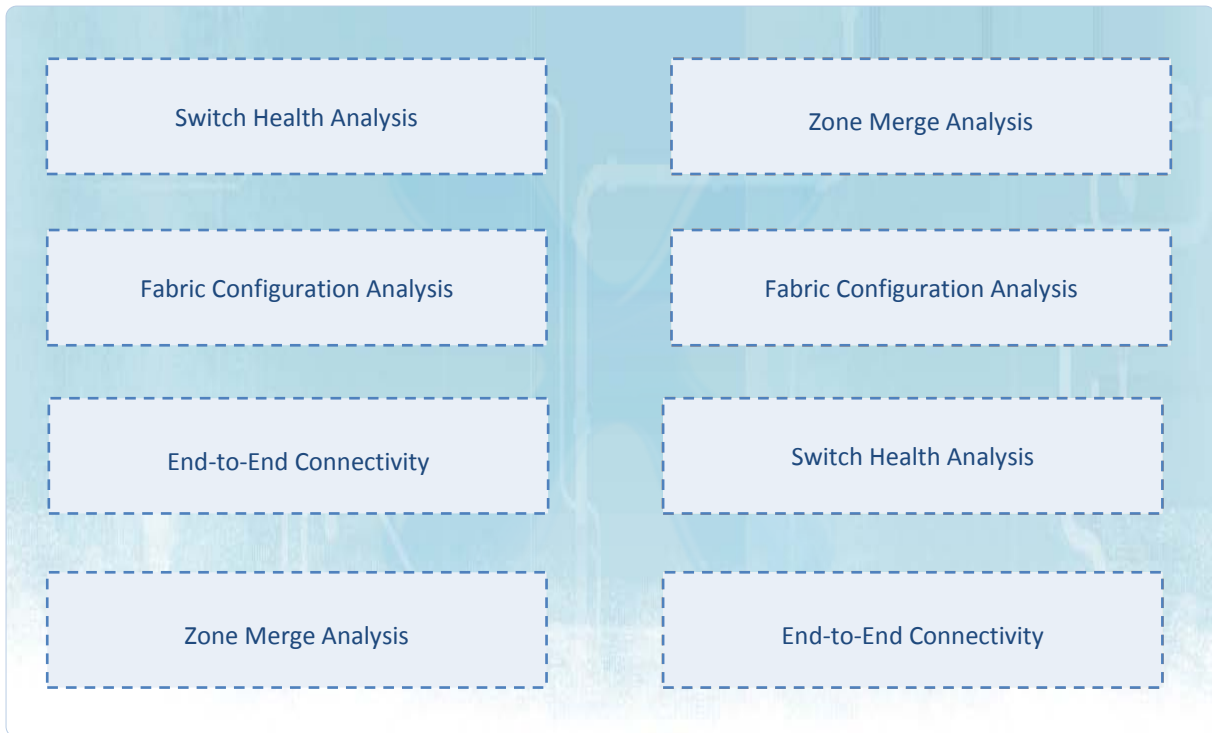 Switch Health Analysis
Zone Merge Analysis
Fabric Configuration Analysis
Fabric Configuration Analysis
End-to-End Connectivity
Switch Health Analysis
Zone Merge Analysis
End-to-End Connectivity